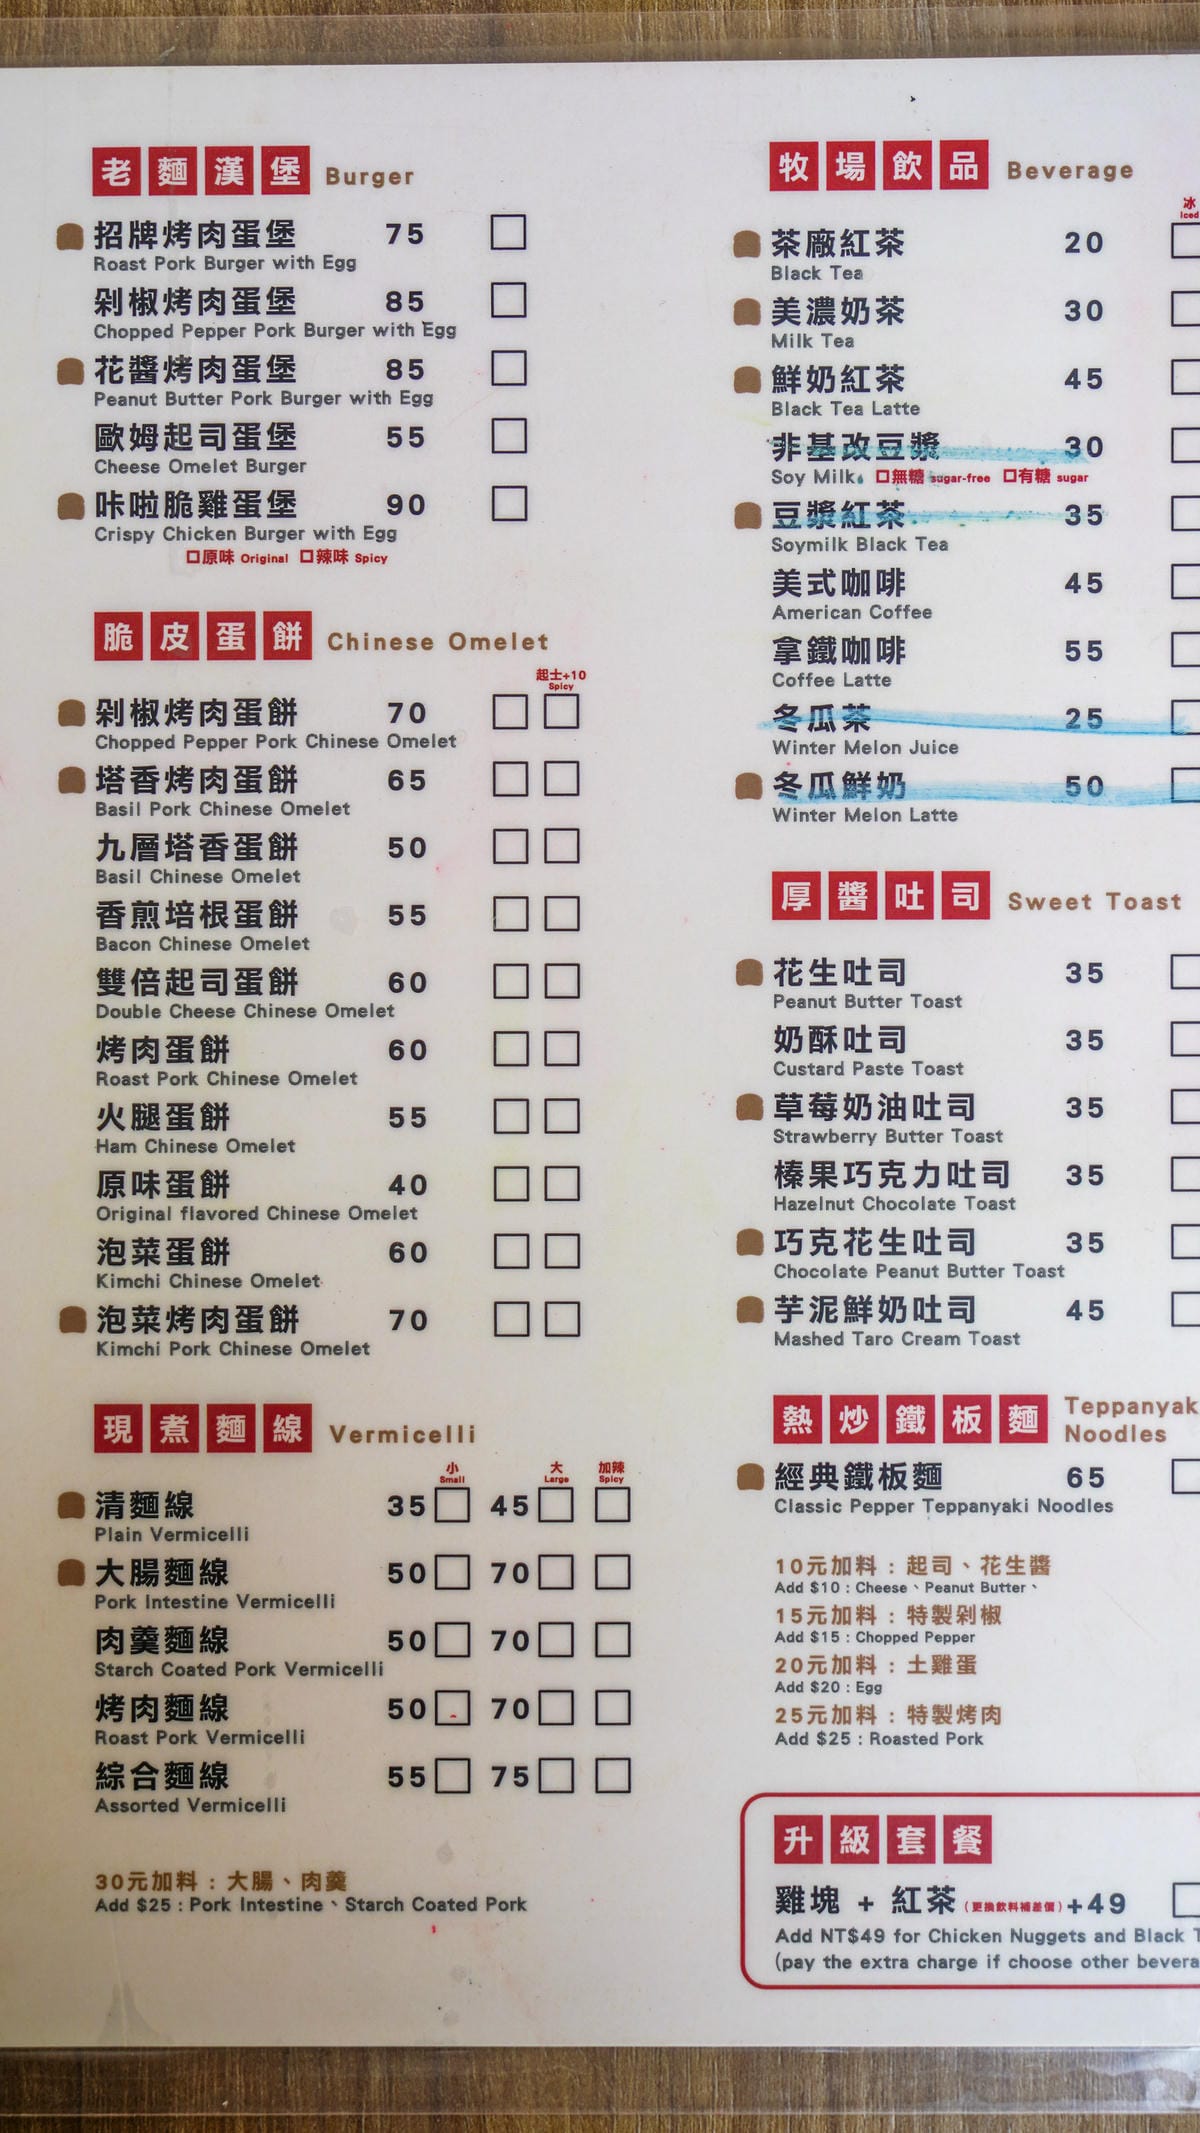 老麵漢堡 Burger
招牌烤肉蛋堡 75
Roast Pork Burger with Egg
剁椒烤肉蛋堡 85
Chopped Pepper Pork Burger with Egg
花醬烤肉蛋堡 85
Peanut Butter Pork Burger with Egg
歐姆起司蛋堡 55
Cheese Omelet Burger
咔啦脆雞蛋堡 90
Crispy Chicken Burger with Egg
原味 Original 辣味 Spicy
脆皮蛋餅 Chinese Omelet
起士+10
Spicy
剁椒烤肉蛋餅 70
Chopped Pepper Pork Chinese Omelet
塔香烤肉蛋餅 65
Basil Pork Chinese Omelet
九層塔香蛋餅 50
Basil Chinese Omelet
香煎培根蛋餅 55
Bacon Chinese Omelet
雙倍起司蛋餅 60
Double Cheese Chinese Omelet
烤肉蛋餅 60
Roast Pork Chinese Omelet
火腿蛋餅 55
Ham Chinese Omelet
原味蛋餅 40
Original flavored Chinese Omelet
泡菜蛋餅 60
Kimchi Chinese Omelet
泡菜烤肉蛋餅 70
Kimchi Pork Chinese Omelet
現煮麵線 Vermicelli
小 大 加辣
Small Large Spicy
清麵線 35 45
Plain Vermicelli
大腸麵線 50 70
Pork Intestine Vermicelli
肉羹麵線 50 70
Starch Coated Pork Vermicelli
烤肉麵線 50 70
Roast Pork Vermicelli
綜合麵線 55 75
Assorted Vermicelli
30元加料：大腸、肉羹
Add $25 : Pork Intestine、Starch Coated Pork
牧場飲品 Beverage
冰
Iced
茶廠紅茶 20
Black Tea
美濃奶茶 30
Milk Tea
鮮奶紅茶 45
Black Tea Latte
非基改豆漿 30
Soy Milk 無糖 sugar-free 有糖 sugar
豆漿紅茶 35
Soymilk Black Tea
美式咖啡 45
American Coffee
拿鐵咖啡 55
Coffee Latte
冬瓜茶 25
Winter Melon Juice
冬瓜鮮奶 50
Winter Melon Latte
厚醬吐司 Sweet Toast
花生吐司 35
Peanut Butter Toast
奶酥吐司 35
Custard Paste Toast
草莓奶油吐司 35
Strawberry Butter Toast
榛果巧克力吐司 35
Hazelnut Chocolate Toast
巧克花生吐司 35
Chocolate Peanut Butter Toast
芋泥鮮奶吐司 45
Mashed Taro Cream Toast
熱炒鐵板麵 Teppanyak
Noodles
經典鐵板麵 65
Classic Pepper Teppanyaki Noodles
10元加料：起司、花生醬
Add $10 : Cheese、Peanut Butter、
15元加料：特製剁椒
Add $15 : Chopped Pepper
20元加料：土雞蛋
Add $20 : Egg
25元加料：特製烤肉
Add $25 : Roasted Pork
升級套餐
雞塊 + 紅茶 (更換飲料補差價) +49
Add NT$49 for Chicken Nuggets and Black T
(pay the extra charge if choose other bevera